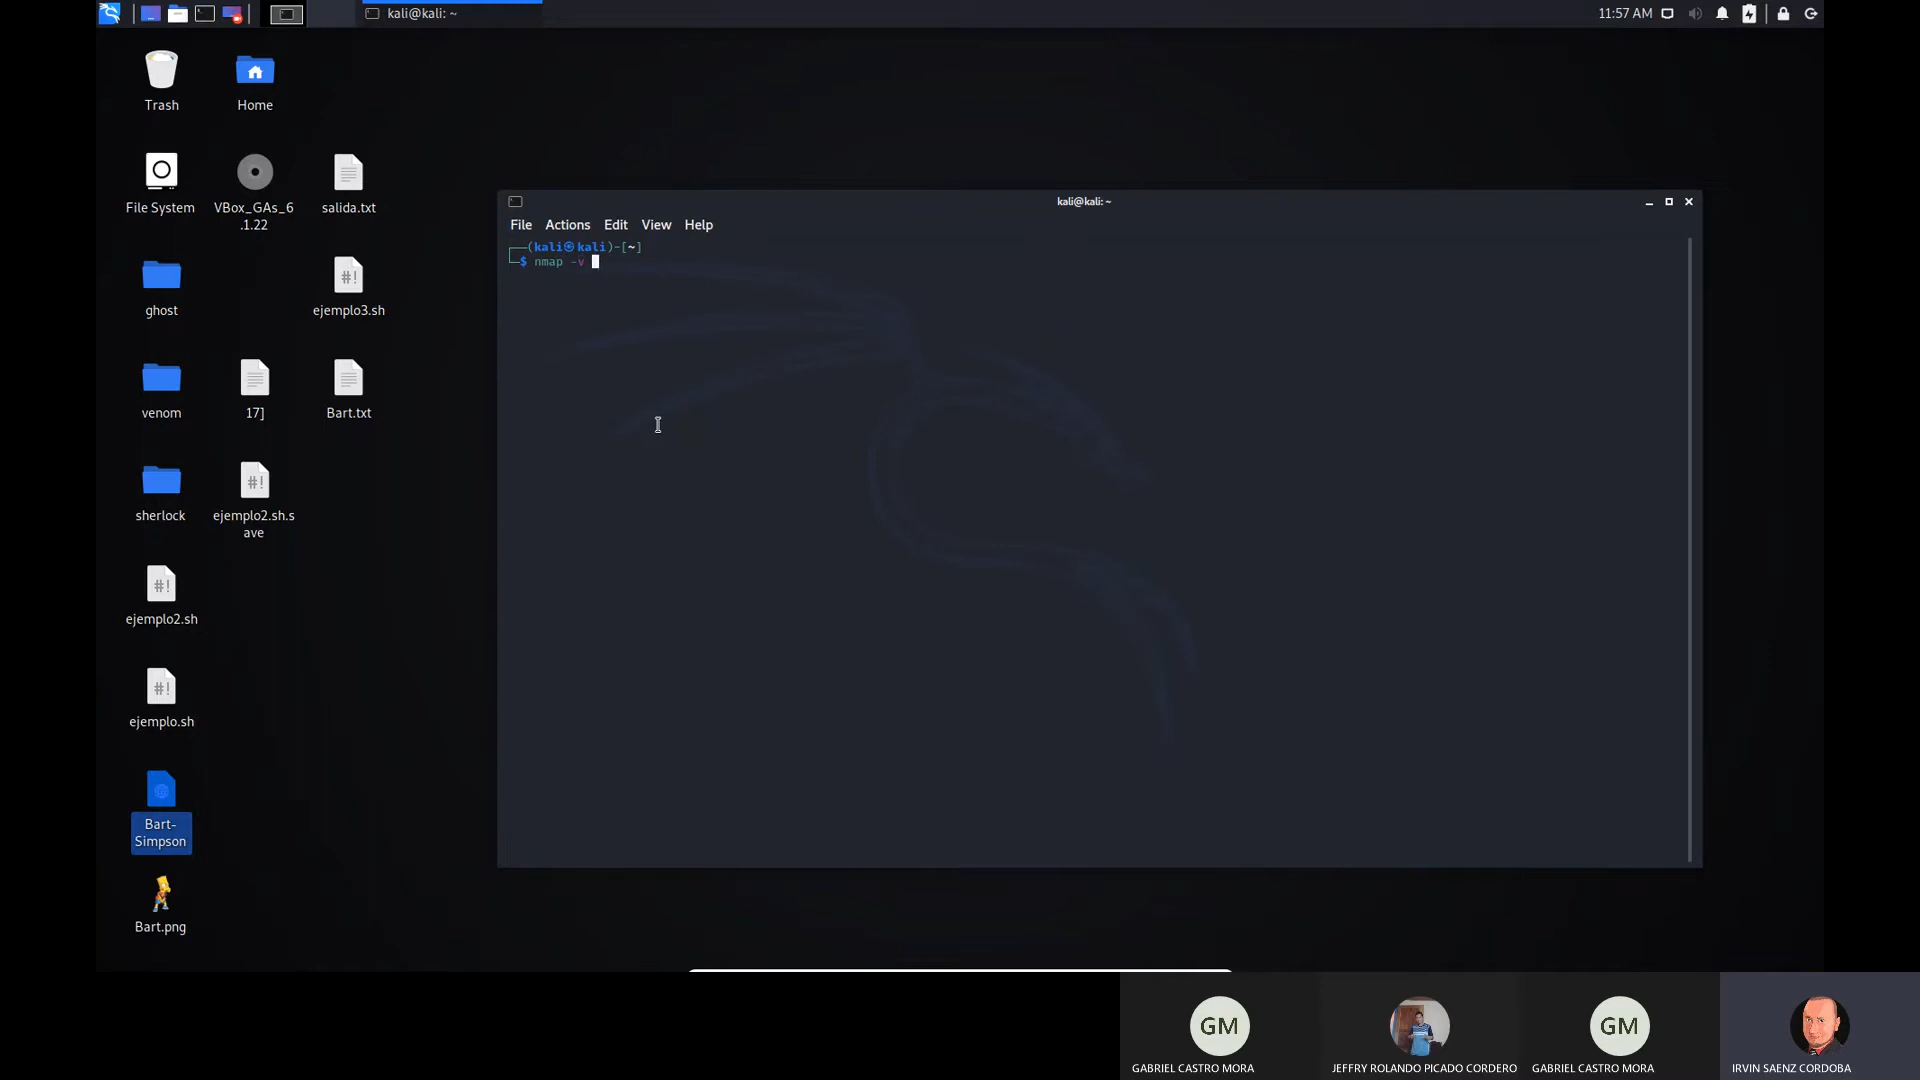 kali@kali: ~
11:57 AM
Trash
Home
File System
VBox_GAs_6
.1.22
salida.txt
ghost
ejemplo3.sh
venom
17]
Bart.txt
sherlock
ejemplo2.sh.s
ave
ejemplo2.sh
ejemplo.sh
Bart-
Simpson
Bart.png
kali@kali: ~
File Actions Edit View Help
(kali㉿kali)-[~]
$ nmap -v
GM
GM
GABRIEL CASTRO MORA
JEFFRY ROLANDO PICADO CORDERO
GABRIEL CASTRO MORA
IRVIN SAENZ CORDOBA